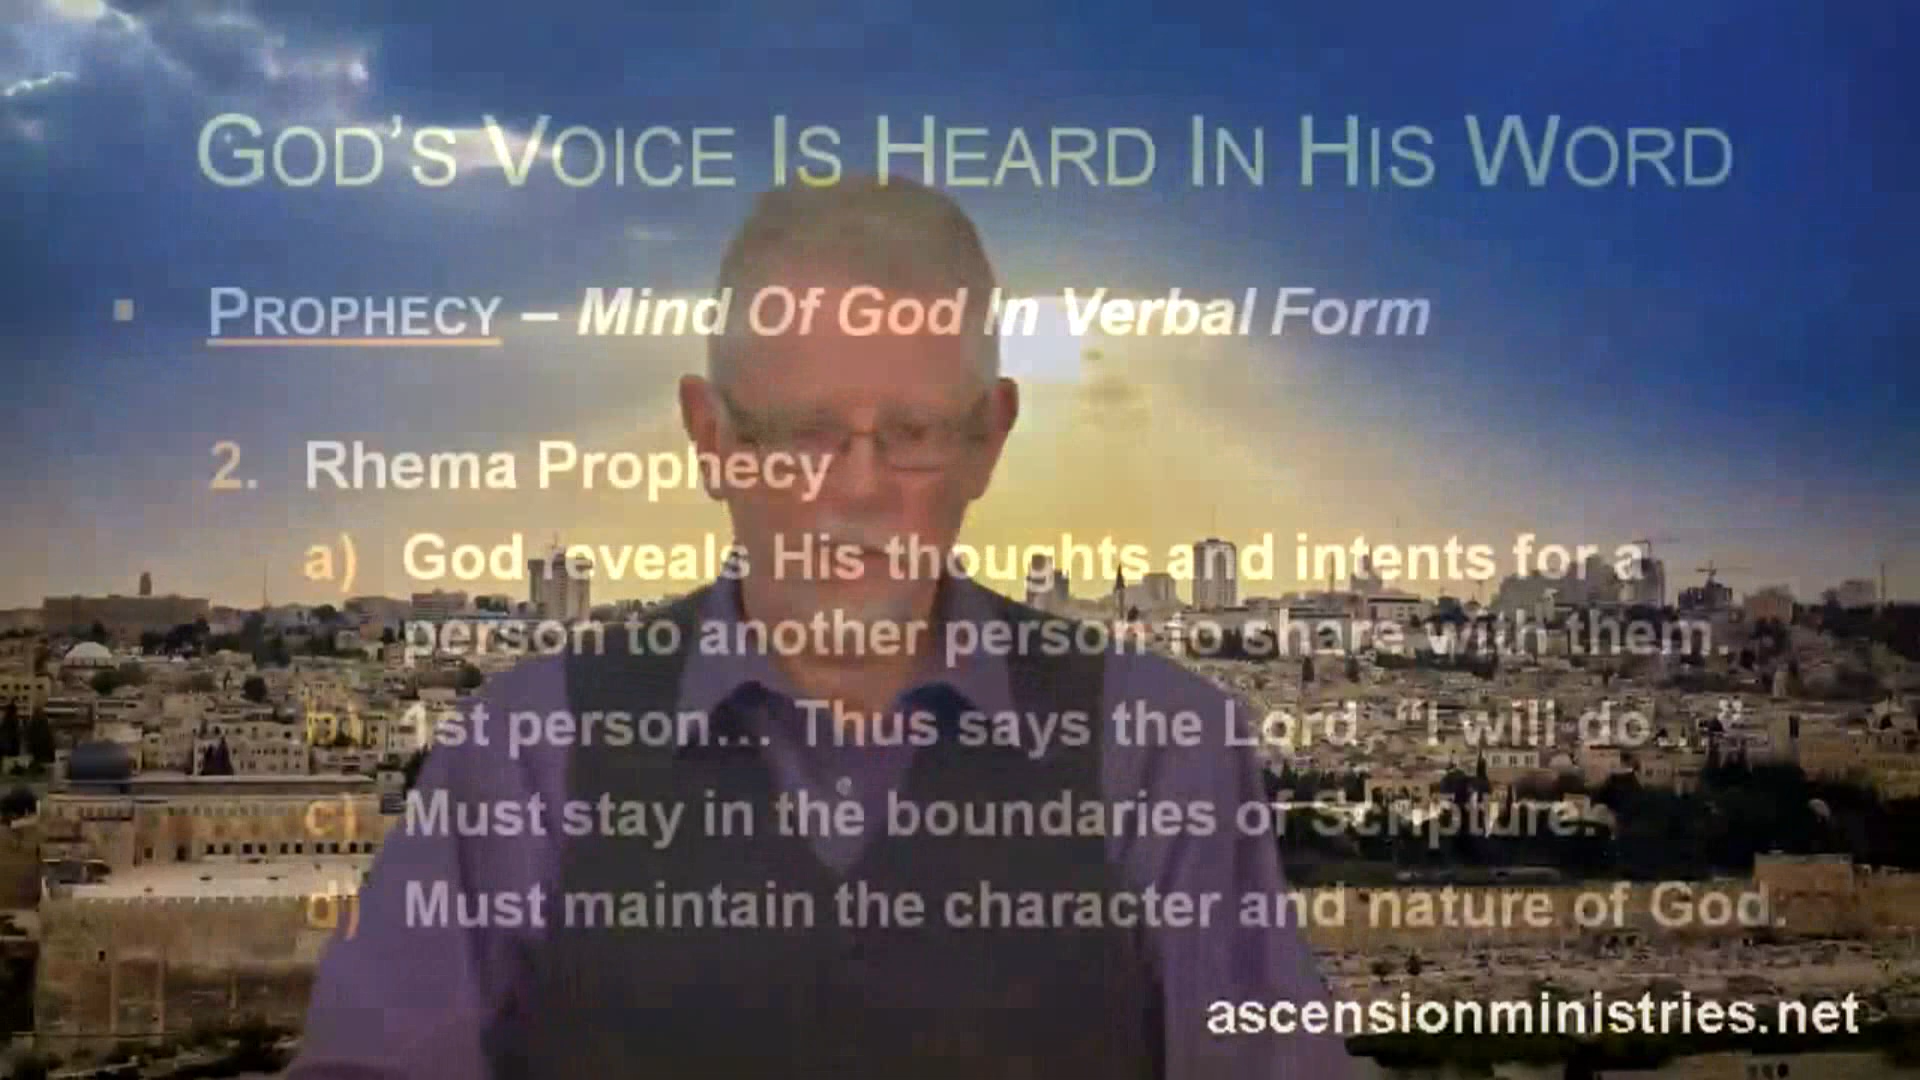 GOD'S VOICE IS HEARD IN HIS WORD
▪ PROPHECY – Mind Of God In Verbal Form
2. Rhema Prophecy
a) God reveals His thoughts and intents for a
person to another person to share with them.
b) 1st person... Thus says the Lord, “I will do...”
c) Must stay in the boundaries of Scripture.
d) Must maintain the character and nature of God.
ascensionministries.net